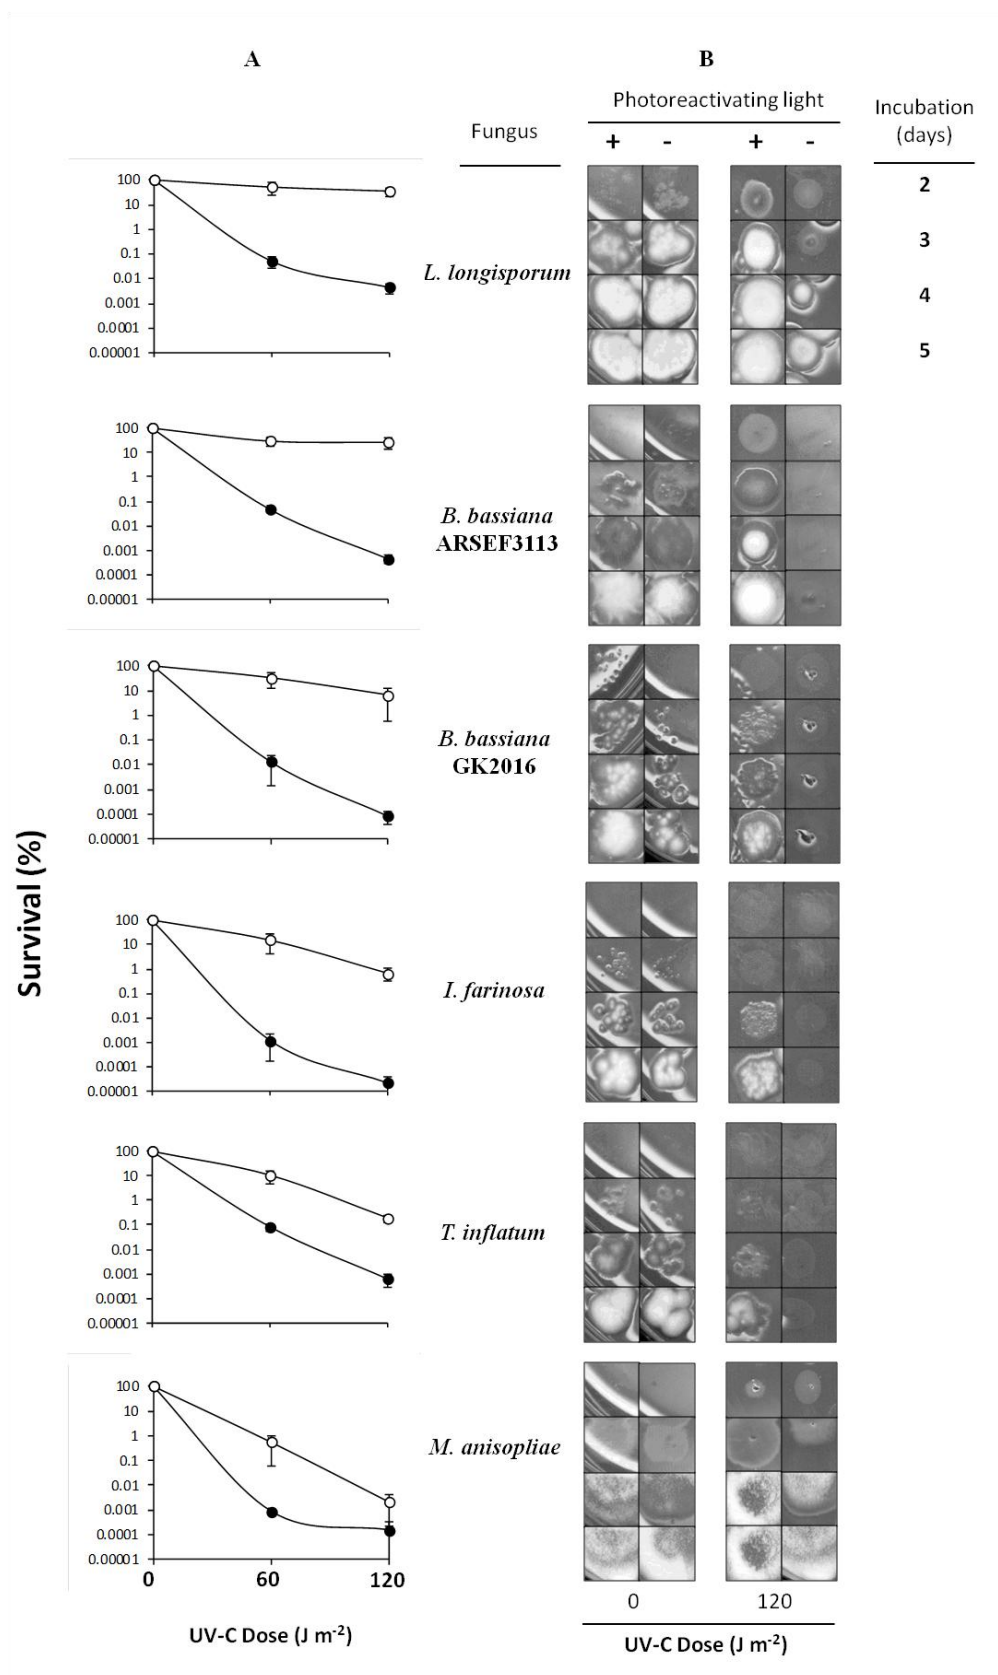 A
B
Photoreactivating light
Fungus
Incubation
(days)
+ - + -
100
10
1
0.1
0.01
0.001
0.0001
0.00001
L. longisporum
2
3
4
5
100
10
1
0.1
0.01
0.001
0.0001
0.00001
B. bassiana
ARSEF3113
100
10
1
0.1
0.01
0.001
0.0001
0.00001
B. bassiana
GK2016
Survival (%)
100
10
1
0.1
0.01
0.001
0.0001
0.00001
I. farinosa
100
10
1
0.1
0.01
0.001
0.0001
0.00001
T. inflatum
100
10
1
0.1
0.01
0.001
0.0001
0.00001
M. anisopliae
0 60 120
UV-C Dose (J m-2)
0 120
UV-C Dose (J m-2)